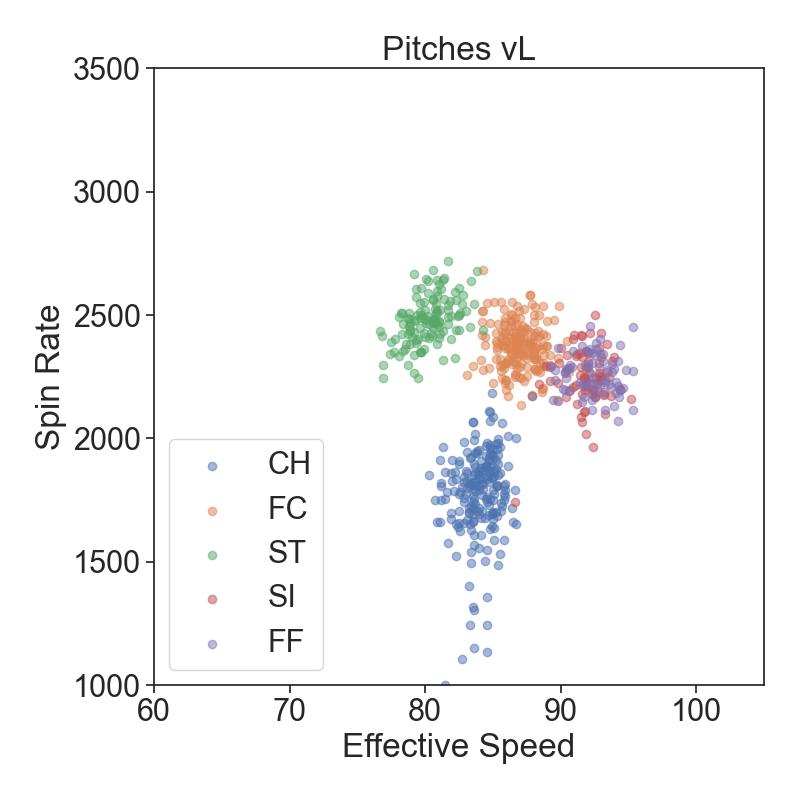 Pitches vL
3500
3000
2500
2000
1500
1000
Spin Rate
CH
FC
ST
SI
FF
60 70 80 90 100
Effective Speed